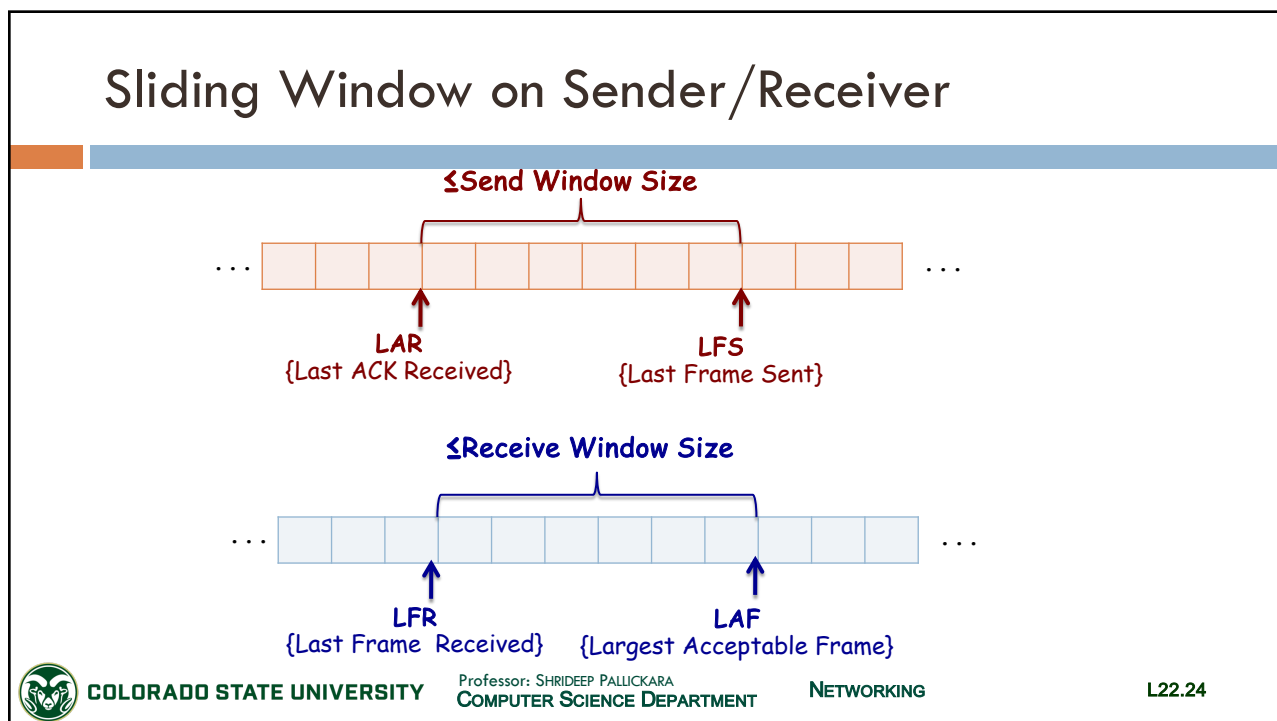 Sliding Window on Sender/Receiver
≤Send Window Size
... ...
LAR
{Last ACK Received}
LFS
{Last Frame Sent}
≤Receive Window Size
... ...
LFR
{Last Frame Received}
LAF
{Largest Acceptable Frame}
COLORADO STATE UNIVERSITY
Professor: SHRIDEEP PALLICKARA
COMPUTER SCIENCE DEPARTMENT
NETWORKING
L22.24